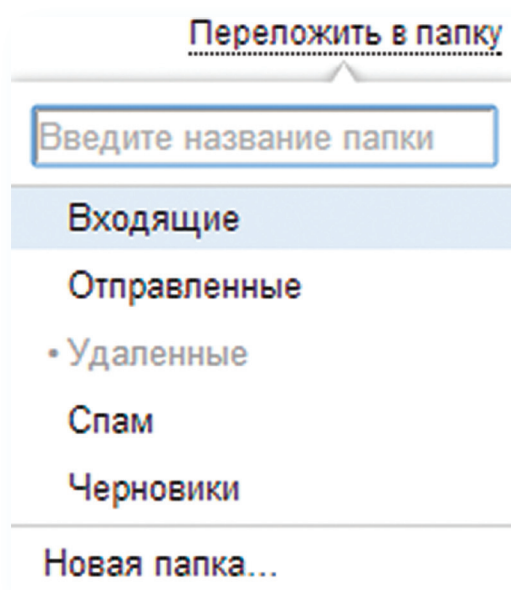 Переложить в папку
Введите название папки
Входящие
Отправленные
• Удаленные
Спам
Черновики
Новая папка...